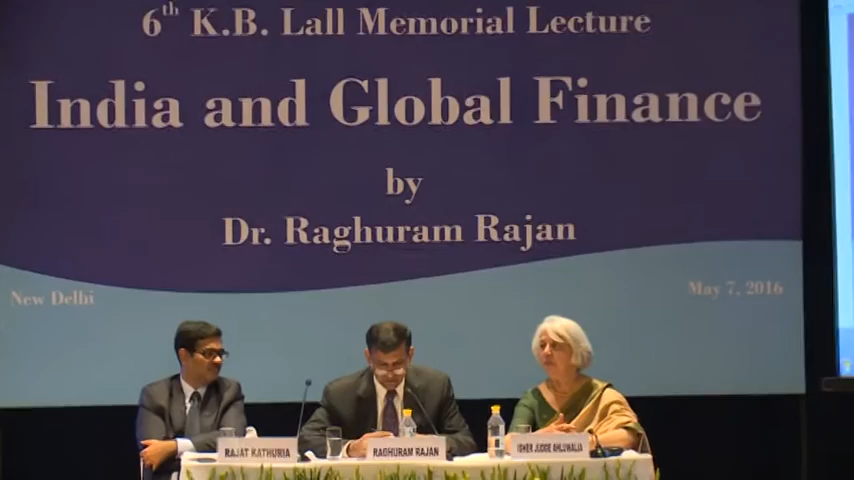 6th K.B. Lall Memorial Lecture
India and Global Finance
by
Dr. Raghuram Rajan
New Delhi
May 7, 2016
RAJAT KATHURIA
RAGHURAM RAJAN
ISHER JUDGE AHLUWALIA